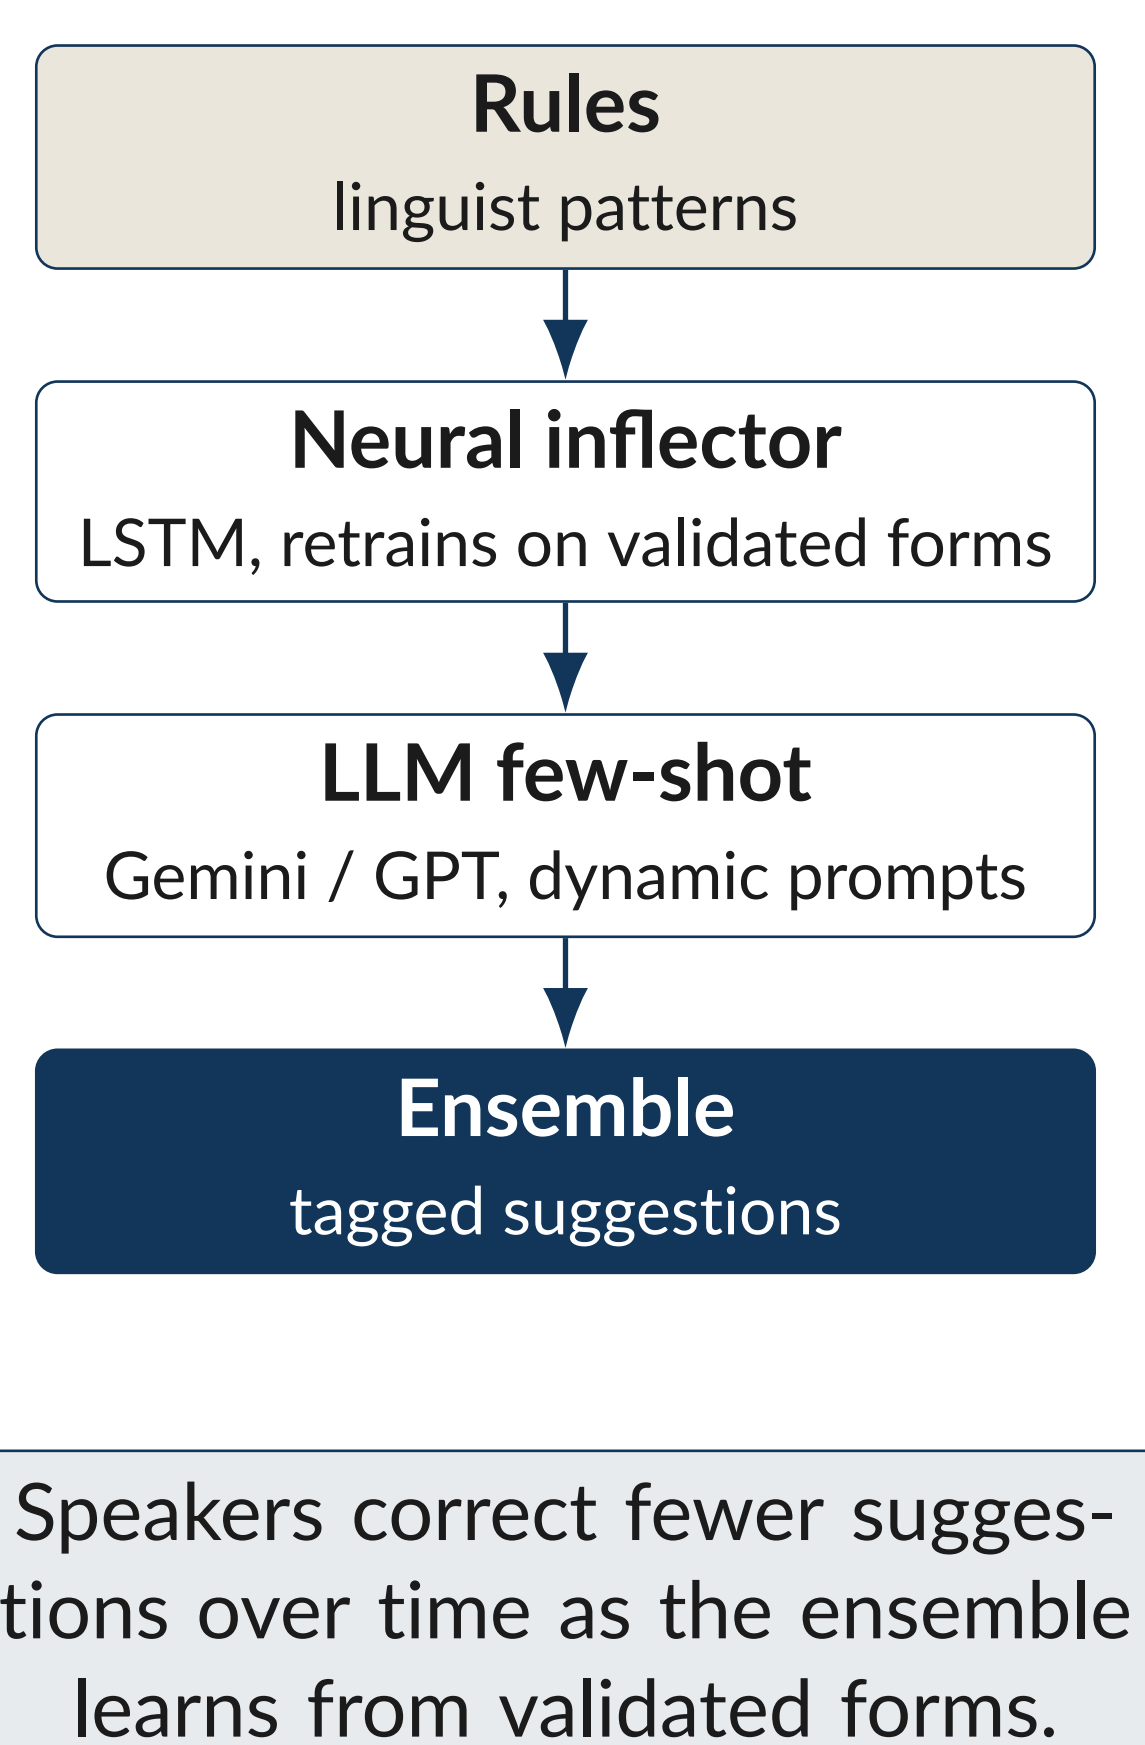 Rules
linguist patterns
Neural inflector
LSTM, retrains on validated forms
LLM few-shot
Gemini / GPT, dynamic prompts
Ensemble
tagged suggestions
Speakers correct fewer sugges-
tions over time as the ensemble
learns from validated forms.